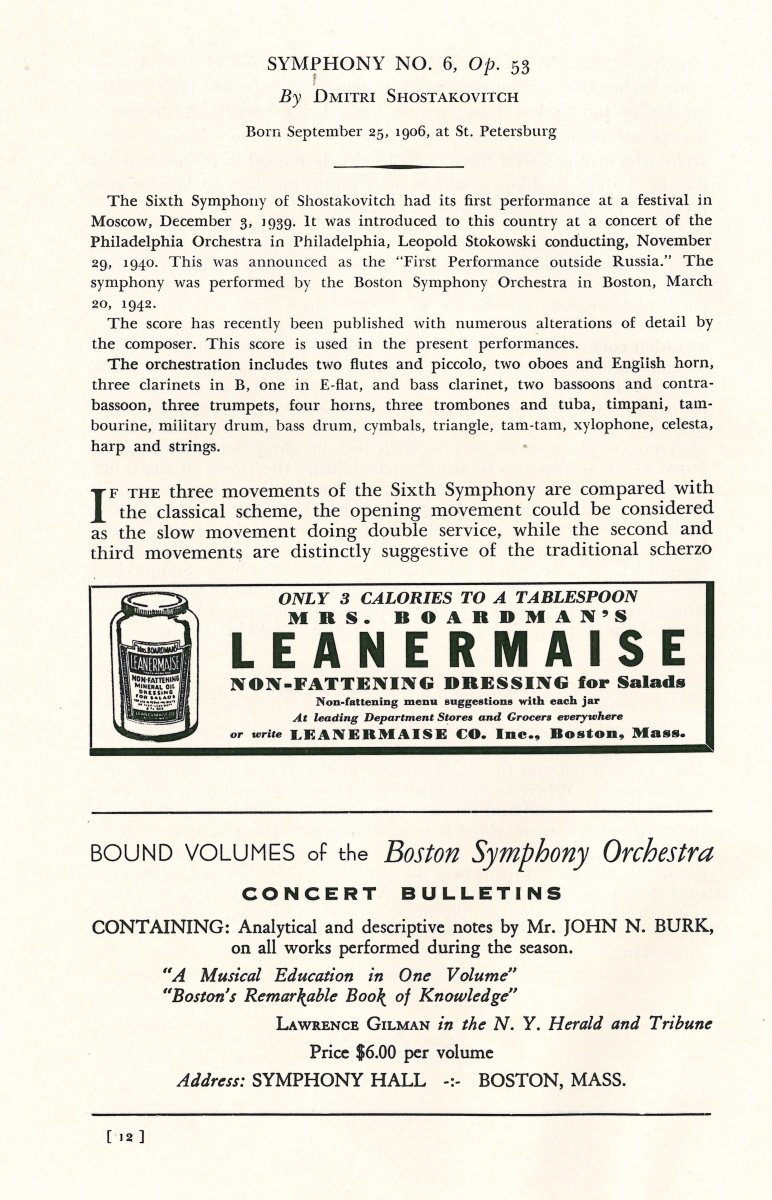 SYMPHONY NO. 6, Op. 53
By DMITRI SHOSTAKOVITCH
Born September 25, 1906, at St. Petersburg
The Sixth Symphony of Shostakovitch had its first performance at a festival in
Moscow, December 3, 1939. It was introduced to this country at a concert of the
Philadelphia Orchestra in Philadelphia, Leopold Stokowski conducting, November
29, 1940. This was announced as the “First Performance outside Russia.” The
symphony was performed by the Boston Symphony Orchestra in Boston, March
20, 1942.
The score has recently been published with numerous alterations of detail by
the composer. This score is used in the present performances.
The orchestration includes two flutes and piccolo, two oboes and English horn,
three clarinets in B, one in E-flat, and bass clarinet, two bassoons and contra-
bassoon, three trumpets, four horns, three trombones and tuba, timpani, tam-
bourine, military drum, bass drum, cymbals, triangle, tam-tam, xylophone, celesta,
harp and strings.
IF THE three movements of the Sixth Symphony are compared with
the classical scheme, the opening movement could be considered
as the slow movement doing double service, while the second and
third movements are distinctly suggestive of the traditional scherzo
Mrs. BOARDMAN'S
LEANERMAISE
NON-FATTENING
MINERAL OIL
DRESSING
FOR SALADS
ONLY 3 CALORIES TO A TABLESPOON
MRS. BOARDMAN'S
LEANERMAISE
NON-FATTENING DRESSING for Salads
Non-fattening menu suggestions with each jar
At leading Department Stores and Grocers everywhere
or write LEANERMAISE CO. Inc., Boston, Mass.
BOUND VOLUMES of the Boston Symphony Orchestra
CONCERT BULLETINS
CONTAINING: Analytical and descriptive notes by Mr. JOHN N. BURK,
on all works performed during the season.
“A Musical Education in One Volume”
“Boston's Remarkable Book of Knowledge”
LAWRENCE GILMAN in the N. Y. Herald and Tribune
Price $6.00 per volume
Address: SYMPHONY HALL -:- BOSTON, MASS.
[ 12 ]